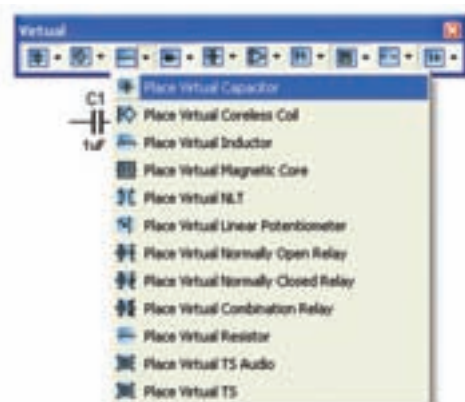 Virtual
Place Virtual Capacitor
C1
Place Virtual Coreless Coil
1uF
Place Virtual Inductor
Place Virtual Magnetic Core
Place Virtual NLT
Place Virtual Linear Potentiometer
Place Virtual Normally Open Relay
Place Virtual Normally Closed Relay
Place Virtual Combination Relay
Place Virtual Resistor
Place Virtual TS Audio
Place Virtual TS